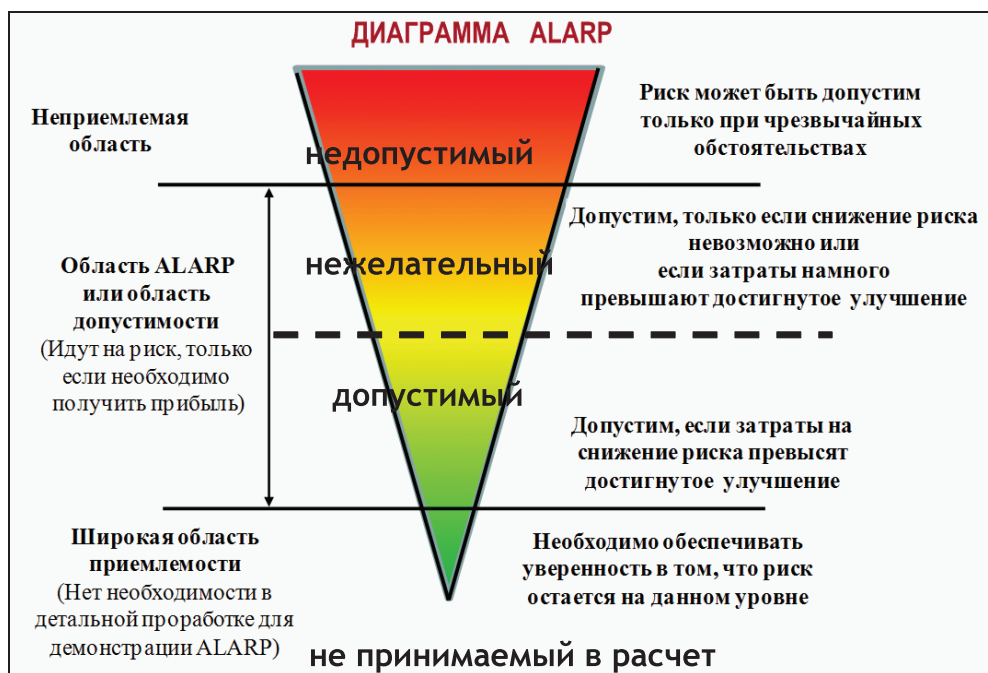 ДИАГРАММА ALARP
Неприемлемая
область
недопустимый
Риск может быть допустим
только при чрезвычайных
обстоятельствах
Область ALARP
или область
допустимости
(Идут на риск, только
если необходимо
получить прибыль)
нежелательный
Допустим, только если снижение риска
невозможно или
если затраты намного
превышают достигнутое улучшение
допустимый
Допустим, если затраты на
снижение риска превысят
достигнутое улучшение
Широкая область
приемлемости
(Нет необходимости в
детальной проработке для
демонстрации ALARP)
Необходимо обеспечивать
уверенность в том, что риск
остается на данном уровне
не принимаемый в расчет